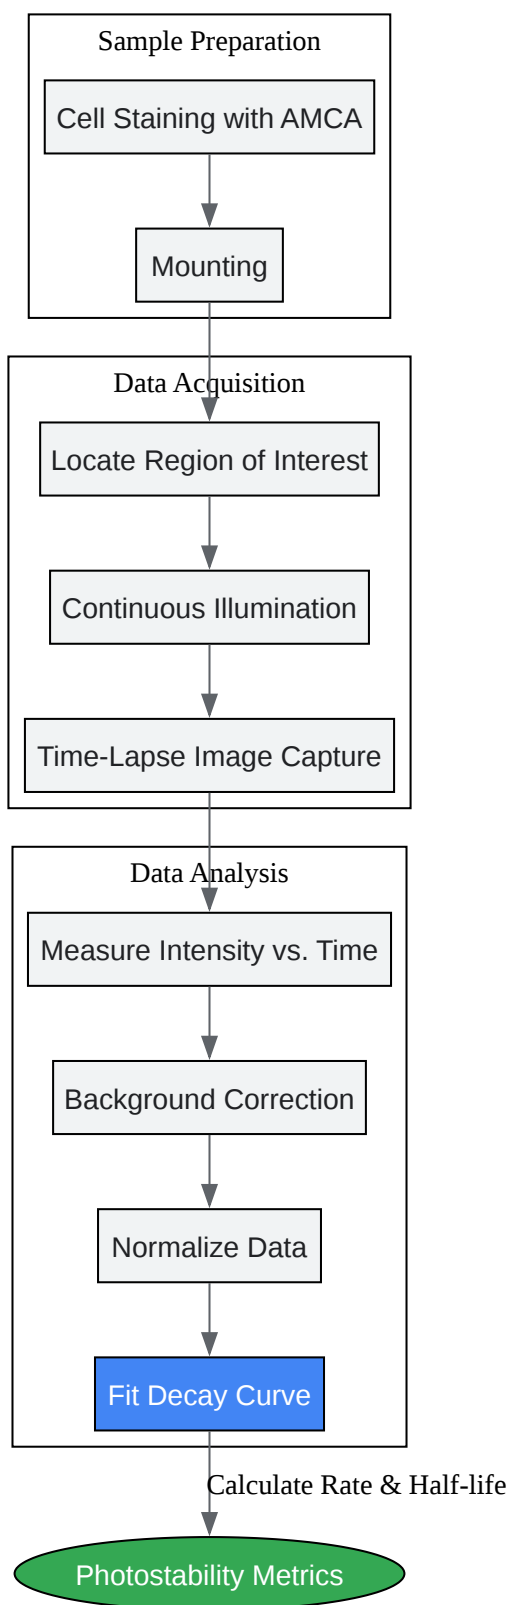 Sample Preparation
Cell Staining with AMCA
Mounting
Data Acquisition
Locate Region of Interest
Continuous Illumination
Time-Lapse Image Capture
Data Analysis
Measure Intensity vs. Time
Background Correction
Normalize Data
Fit Decay Curve
Calculate Rate & Half-life
Photostability Metrics